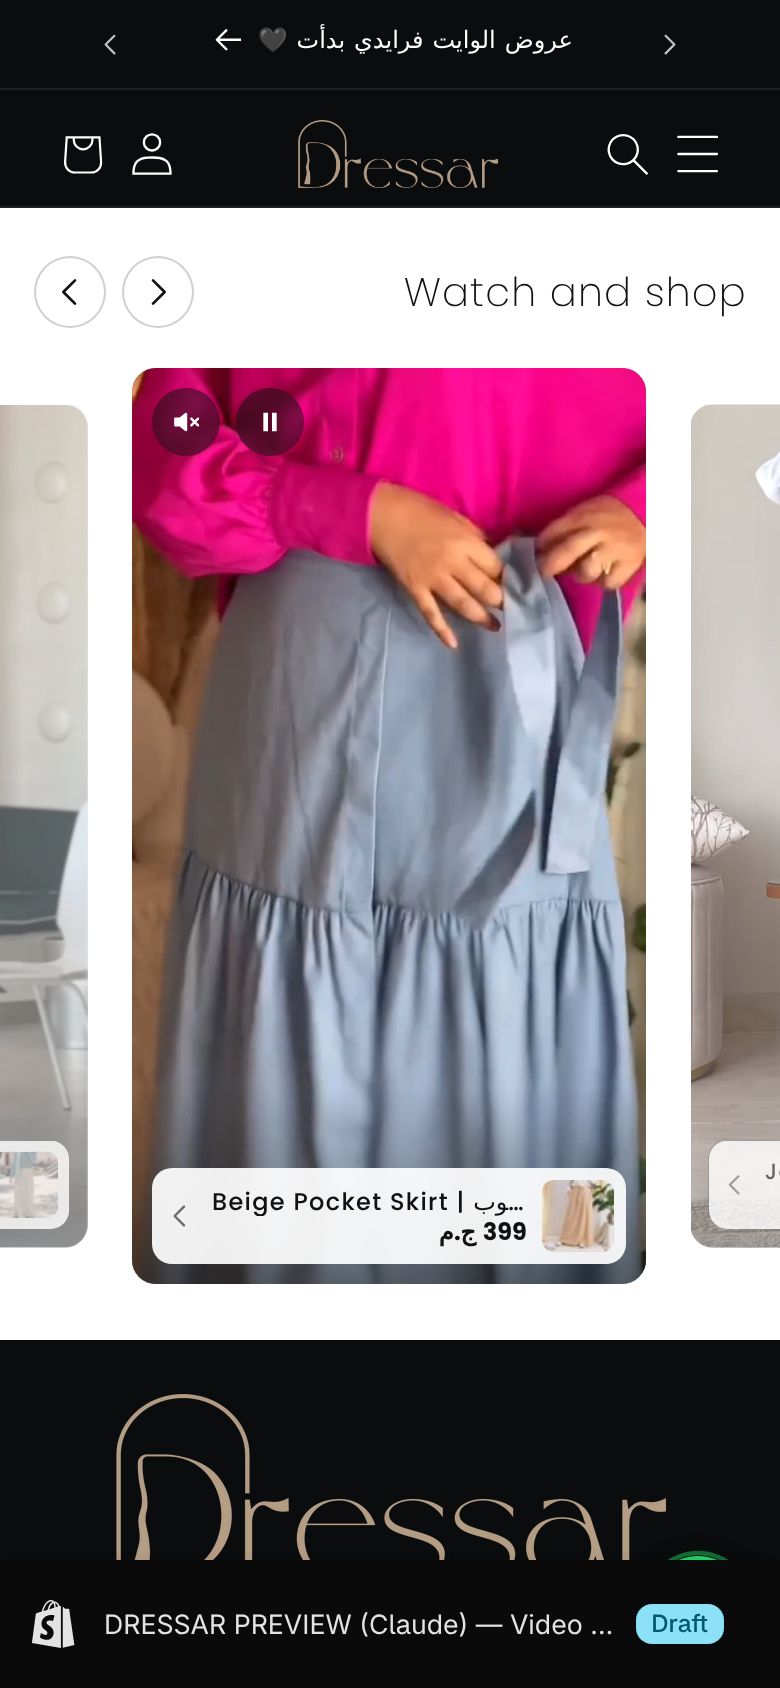 عروض الوايت فرايدي بدأت 🖤 ←
Dressar
Watch and shop
Beige Pocket Skirt | وب...
399 ج.م
J
Dressar
DRESSAR PREVIEW (Claude) — Video ...
Draft